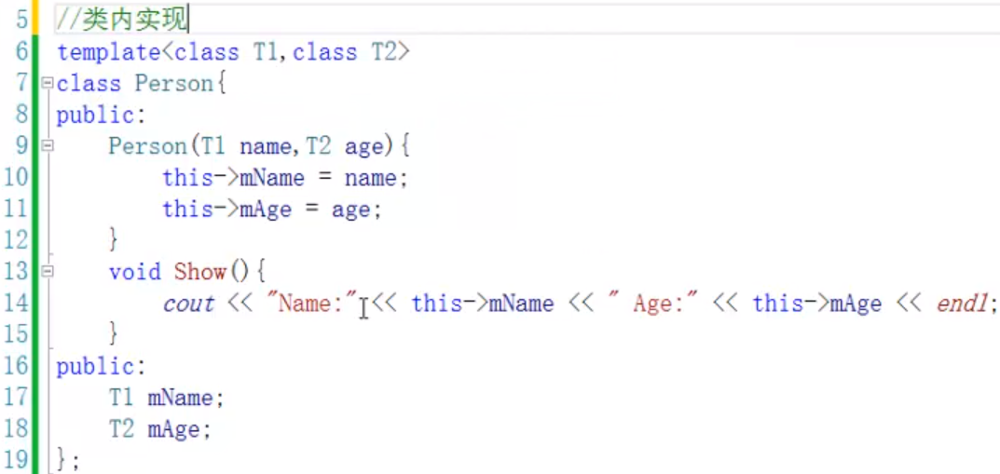 5 //类内实现
6 template<class T1,class T2>
7 class Person{
8 public:
9 Person(T1 name,T2 age){
10 this->mName = name;
11 this->mAge = age;
12 }
13 void Show(){
14 cout << "Name:" << this->mName << " Age:" << this->mAge << endl;
15 }
16 public:
17 T1 mName;
18 T2 mAge;
19 };